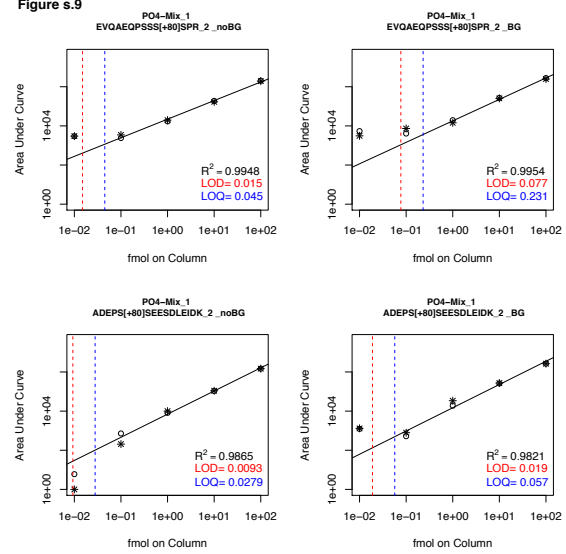 Figure s.9
PO4−Mix_1
EVQAEQPSSS[+80]SPR_2 _noBG
Area Under Curve
1e+04
1e+00
R² = 0.9948
LOD= 0.015
LOQ= 0.045
1e−02 1e−01 1e+00 1e+01 1e+02
fmol on Column
PO4−Mix_1
EVQAEQPSSS[+80]SPR_2 _BG
Area Under Curve
1e+04
1e+00
R² = 0.9954
LOD= 0.077
LOQ= 0.231
1e−02 1e−01 1e+00 1e+01 1e+02
fmol on Column
PO4−Mix_1
ADEPS[+80]SEESDLEIDK_2 _noBG
Area Under Curve
1e+04
1e+00
R² = 0.9865
LOD= 0.0093
LOQ= 0.0279
1e−02 1e−01 1e+00 1e+01 1e+02
fmol on Column
PO4−Mix_1
ADEPS[+80]SEESDLEIDK_2 _BG
Area Under Curve
1e+04
1e+00
R² = 0.9821
LOD= 0.019
LOQ= 0.057
1e−02 1e−01 1e+00 1e+01 1e+02
fmol on Column